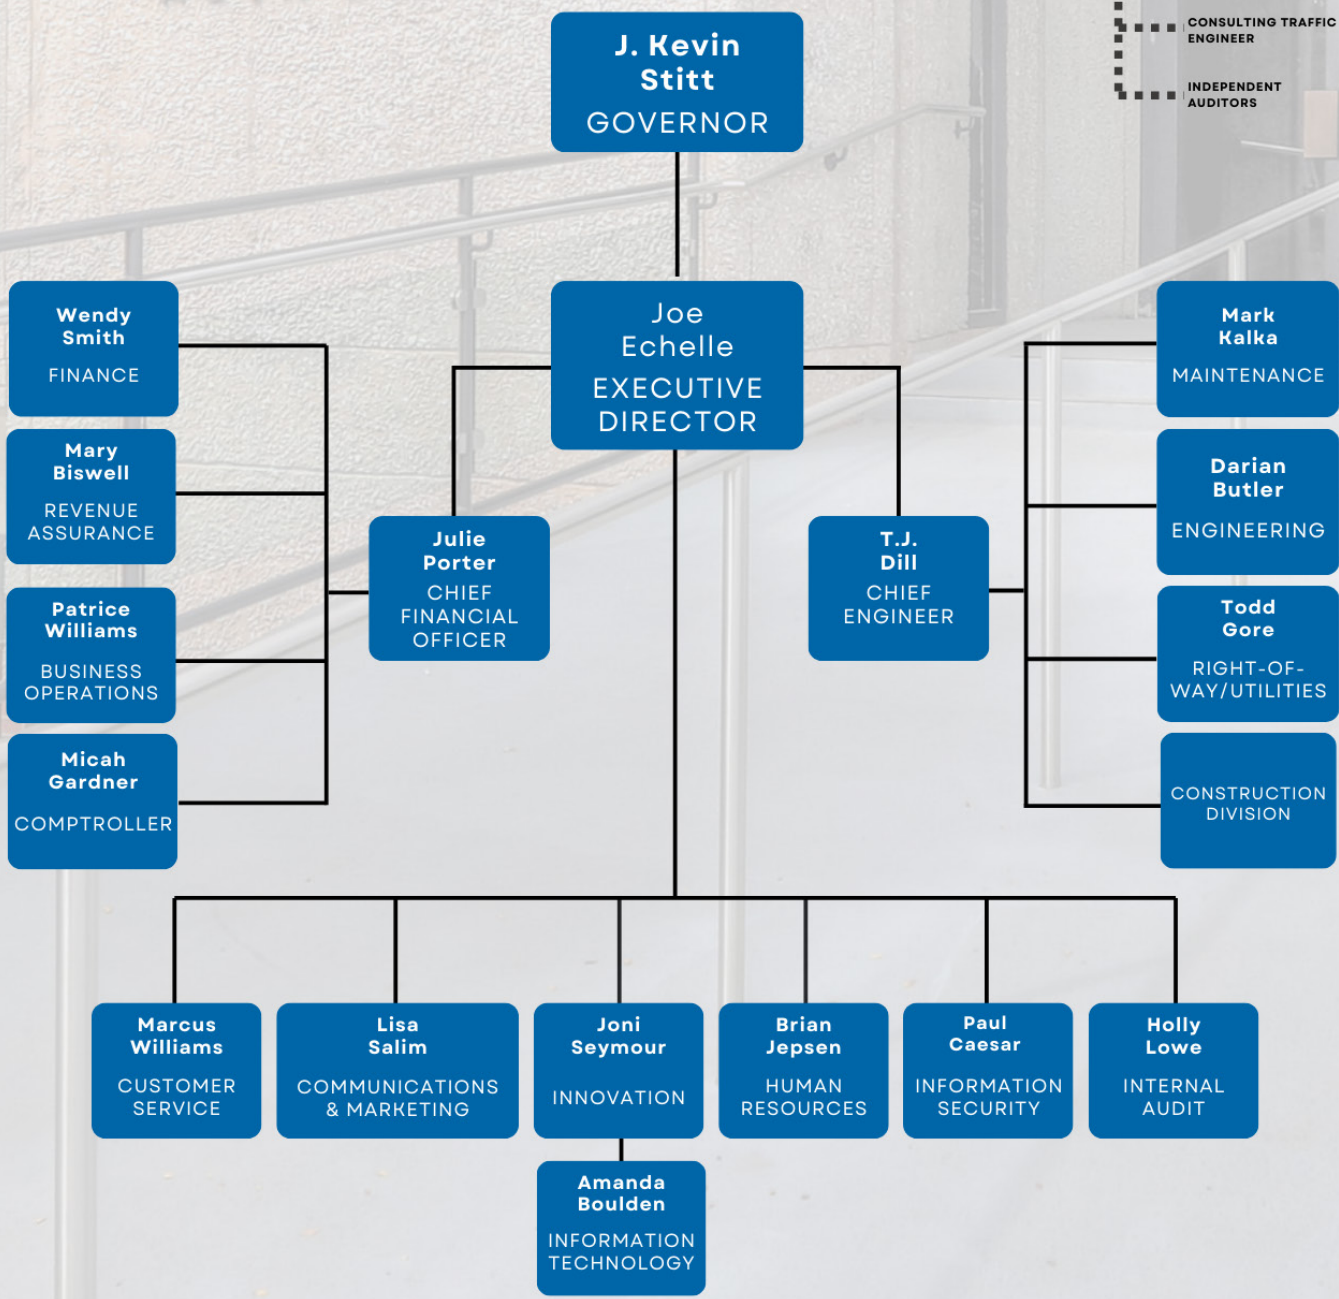 CONSULTING TRAFFIC
ENGINEER
INDEPENDENT
AUDITORS
J. Kevin
Stitt
GOVERNOR
Joe
Echelle
EXECUTIVE
DIRECTOR
Wendy
Smith
FINANCE
Mary
Biswell
REVENUE
ASSURANCE
Patrice
Williams
BUSINESS
OPERATIONS
Micah
Gardner
COMPTROLLER
Julie
Porter
CHIEF
FINANCIAL
OFFICER
T.J.
Dill
CHIEF
ENGINEER
Mark
Kalka
MAINTENANCE
Darian
Butler
ENGINEERING
Todd
Gore
RIGHT-OF-
WAY/UTILITIES
CONSTRUCTION
DIVISION
Marcus
Williams
CUSTOMER
SERVICE
Lisa
Salim
COMMUNICATIONS
& MARKETING
Joni
Seymour
INNOVATION
Brian
Jepsen
HUMAN
RESOURCES
Paul
Caesar
INFORMATION
SECURITY
Holly
Lowe
INTERNAL
AUDIT
Amanda
Boulden
INFORMATION
TECHNOLOGY